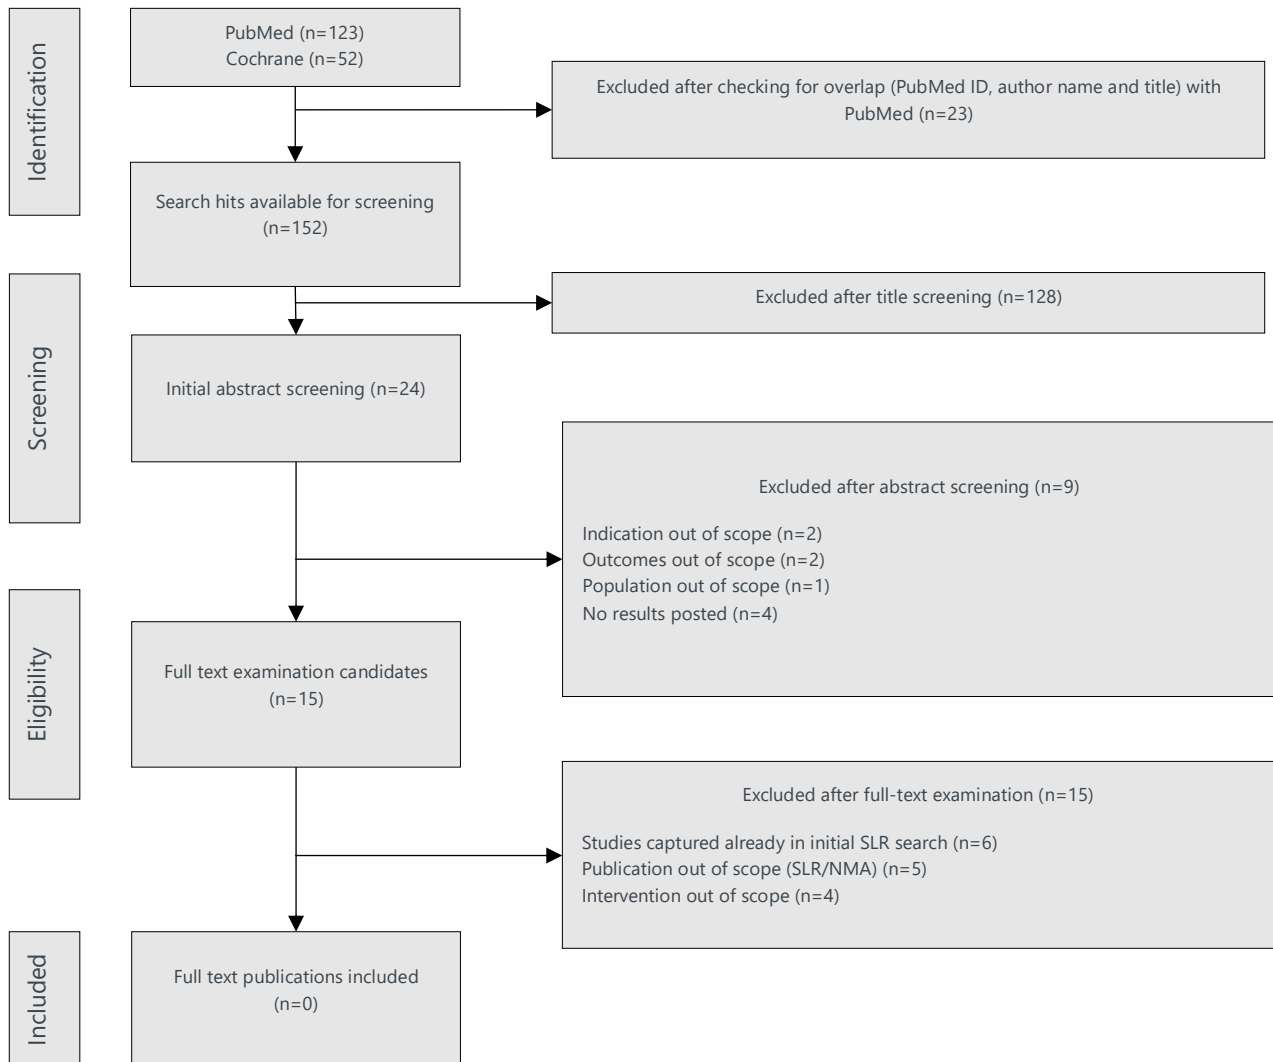 Identification
PubMed (n=123)
Cochrane (n=52)
Excluded after checking for overlap (PubMed ID, author name and title) with
PubMed (n=23)
Search hits available for screening
(n=152)
Screening
Excluded after title screening (n=128)
Initial abstract screening (n=24)
Excluded after abstract screening (n=9)
Indication out of scope (n=2)
Outcomes out of scope (n=2)
Population out of scope (n=1)
No results posted (n=4)
Eligibility
Full text examination candidates
(n=15)
Excluded after full-text examination (n=15)
Studies captured already in initial SLR search (n=6)
Publication out of scope (SLR/NMA) (n=5)
Intervention out of scope (n=4)
Included
Full text publications included
(n=0)